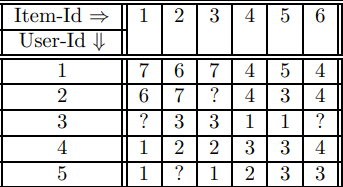 Item-Id ⇒ 1 2 3 4 5 6
User-Id ⇓
1 7 6 7 4 5 4
2 6 7 ? 4 3 4
3 ? 3 3 1 1 ?
4 1 2 2 3 3 4
5 1 ? 1 2 3 3